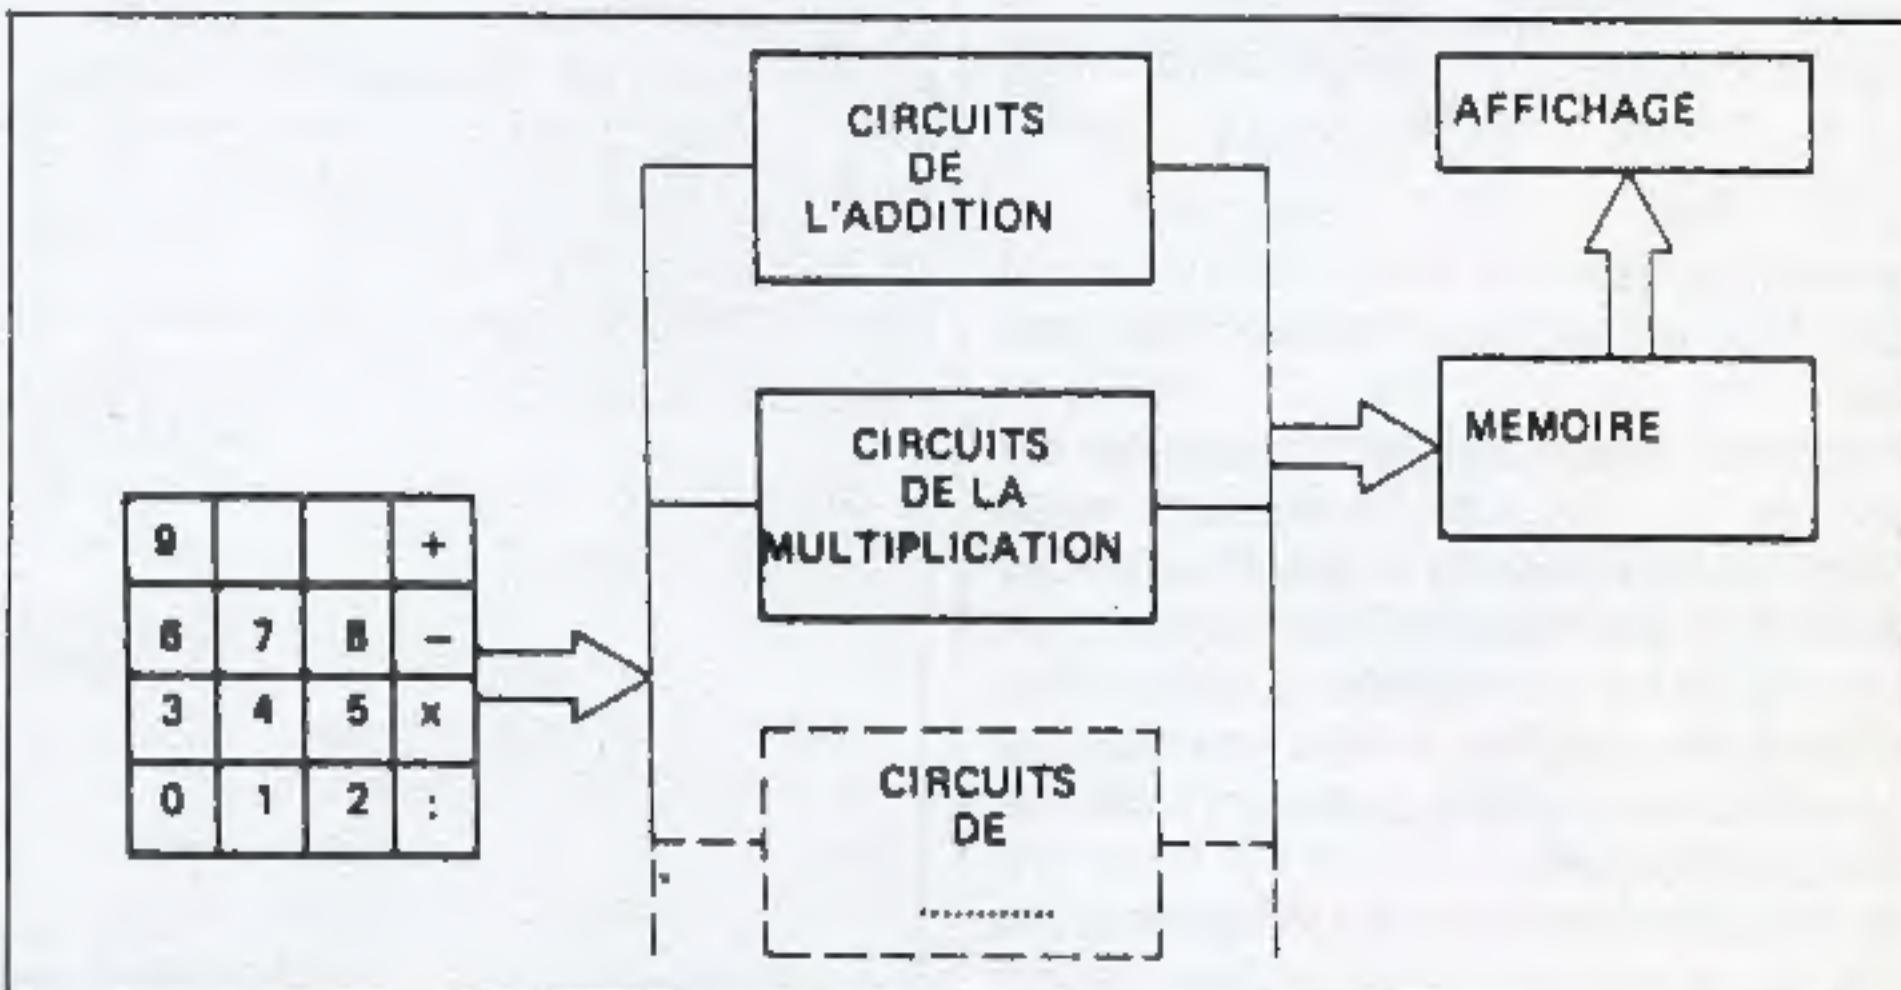 CIRCUITS
DE
L'ADDITION
AFFICHAGE
CIRCUITS
DE LA
MULTIPLICATION
MEMOIRE
9 +
6 7 8 −
3 4 5 x
0 1 2 :
CIRCUITS
DE
...........